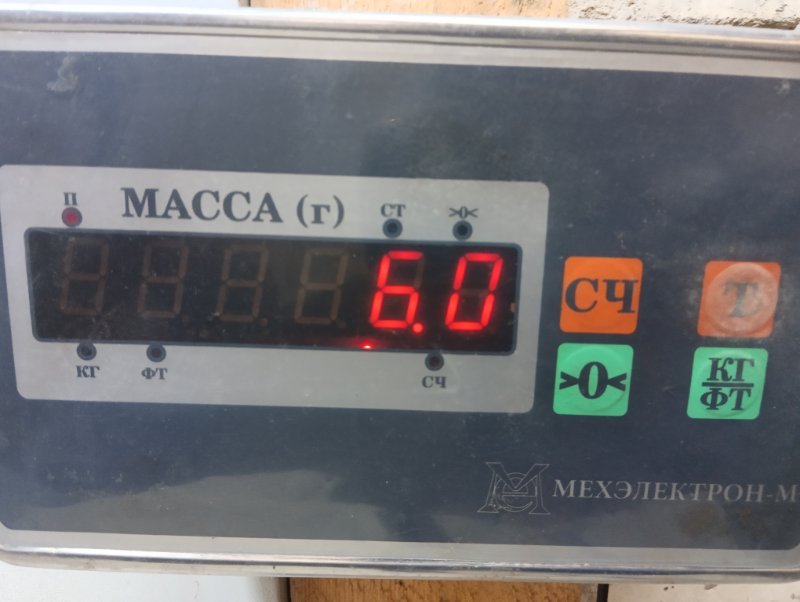 П
МАССА (г)
СТ
>0<
6.0
КГ
ФТ
СЧ
СЧ
Т
>0<
КГ
ФТ
МЕХЭЛЕКТРОН-М